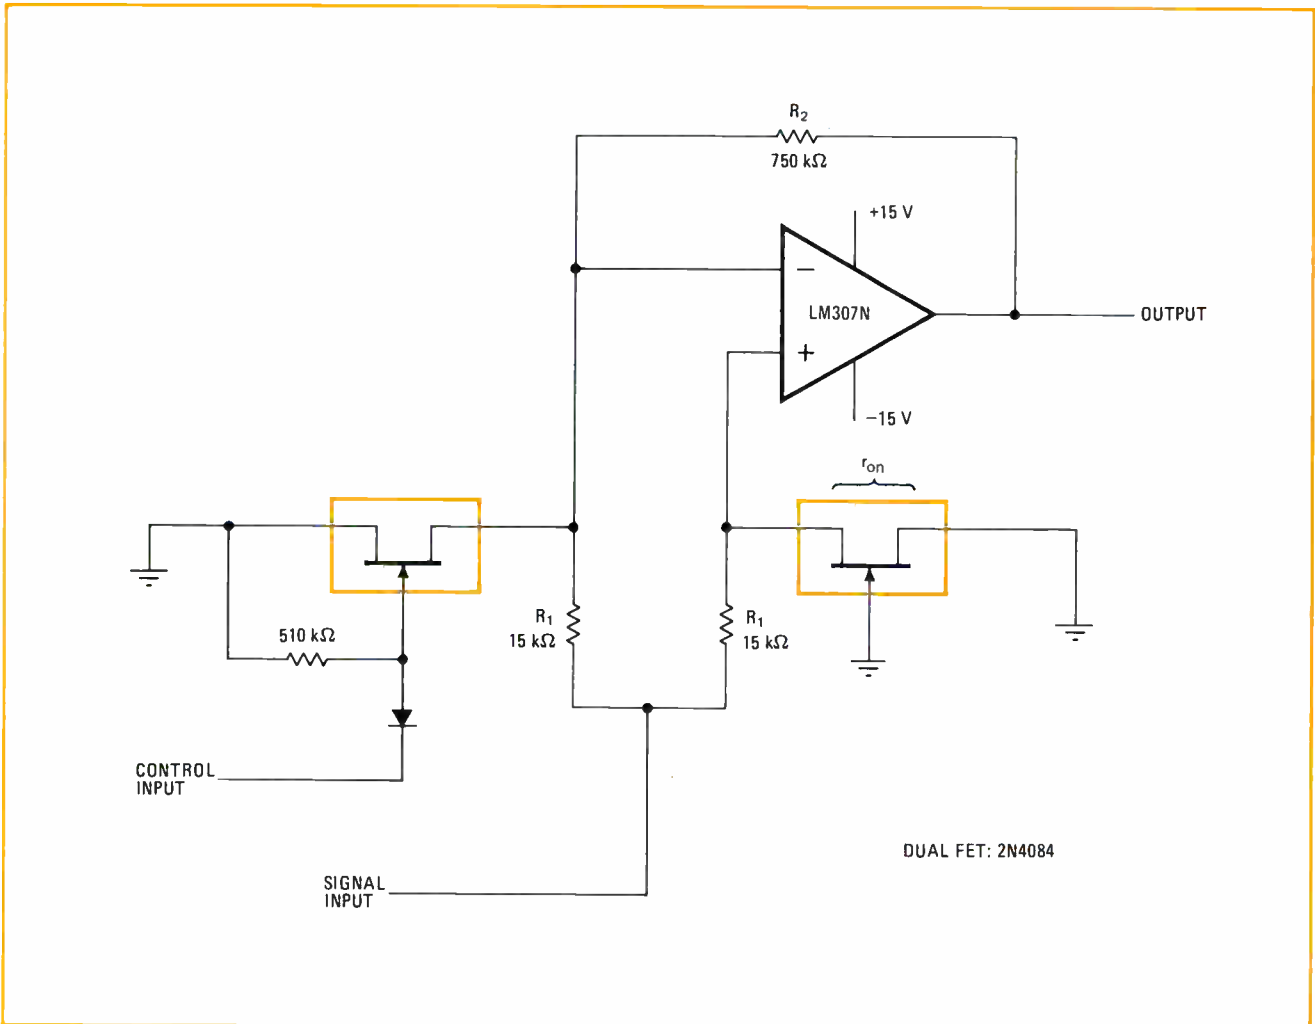 R2
750 kΩ
+15 V
−
LM307N
OUTPUT
+
−15 V
ron
R1
15 kΩ
R1
15 kΩ
510 kΩ
CONTROL
INPUT
DUAL FET: 2N4084
SIGNAL
INPUT